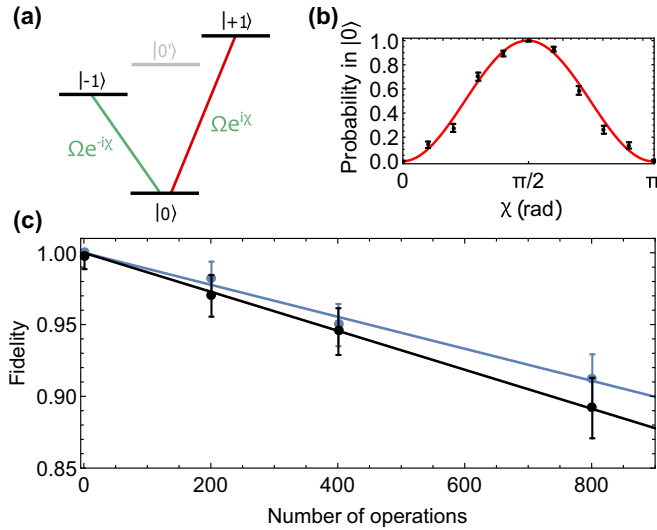 (a)
|+1⟩
|0'⟩
|-1⟩
Ωe^-iχ
Ωe^iχ
|0⟩
(b)
Probability in |0⟩
1.0
0.8
0.6
0.4
0.2
0.0
0
π/2
π
χ (rad)
(c)
Fidelity
1.00
0.95
0.90
0.85
0
200
400
600
800
Number of operations